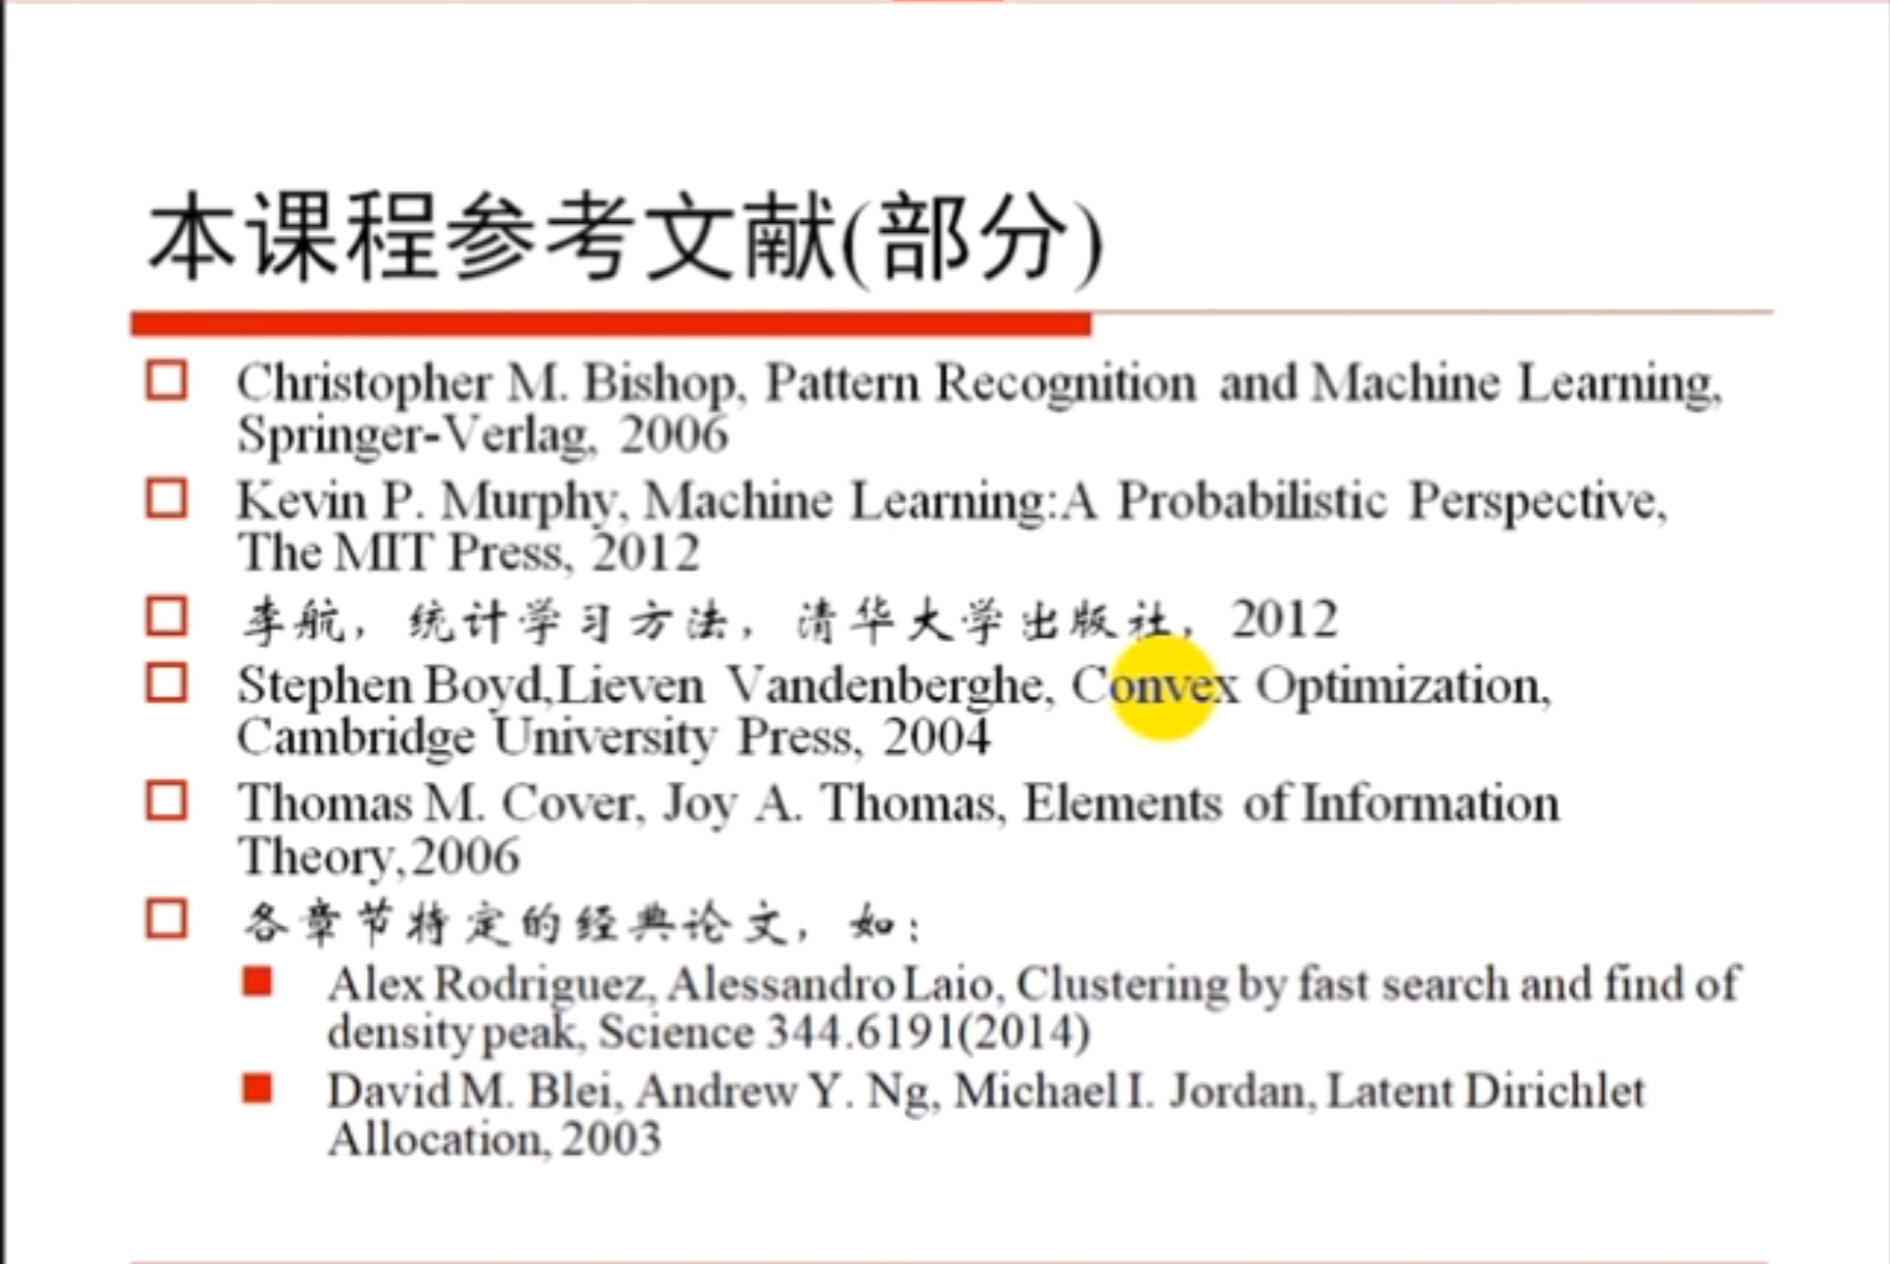 本课程参考文献(部分)
Christopher M. Bishop, Pattern Recognition and Machine Learning,
Springer-Verlag, 2006
Kevin P. Murphy, Machine Learning:A Probabilistic Perspective,
The MIT Press, 2012
李航，统计学习方法，清华大学出版社，2012
Stephen Boyd,Lieven Vandenberghe, Convex Optimization,
Cambridge University Press, 2004
Thomas M. Cover, Joy A. Thomas, Elements of Information
Theory,2006
各章节特定的经典论文，如：
Alex Rodriguez, Alessandro Laio, Clustering by fast search and find of
density peak, Science 344.6191(2014)
David M. Blei, Andrew Y. Ng, Michael I. Jordan, Latent Dirichlet
Allocation, 2003